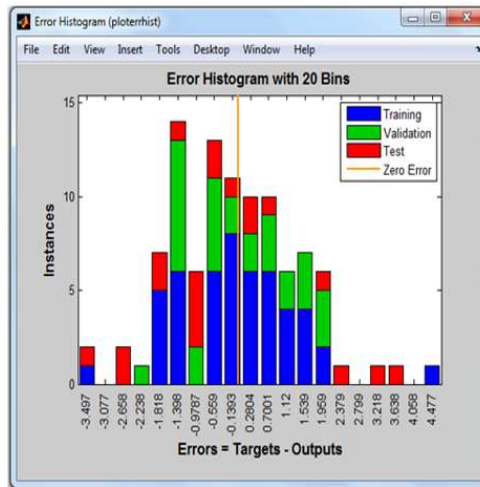 Error Histogram (ploterrhist)
File Edit View Insert Tools Desktop Window Help
Error Histogram with 20 Bins
15
10
5
0
Instances
Training
Validation
Test
Zero Error
-3.497
-3.077
-2.658
-2.238
-1.818
-1.398
-0.9787
-0.559
-0.1393
0.2804
0.7001
1.12
1.539
1.959
2.379
2.799
3.218
3.638
4.058
4.477
Errors = Targets - Outputs